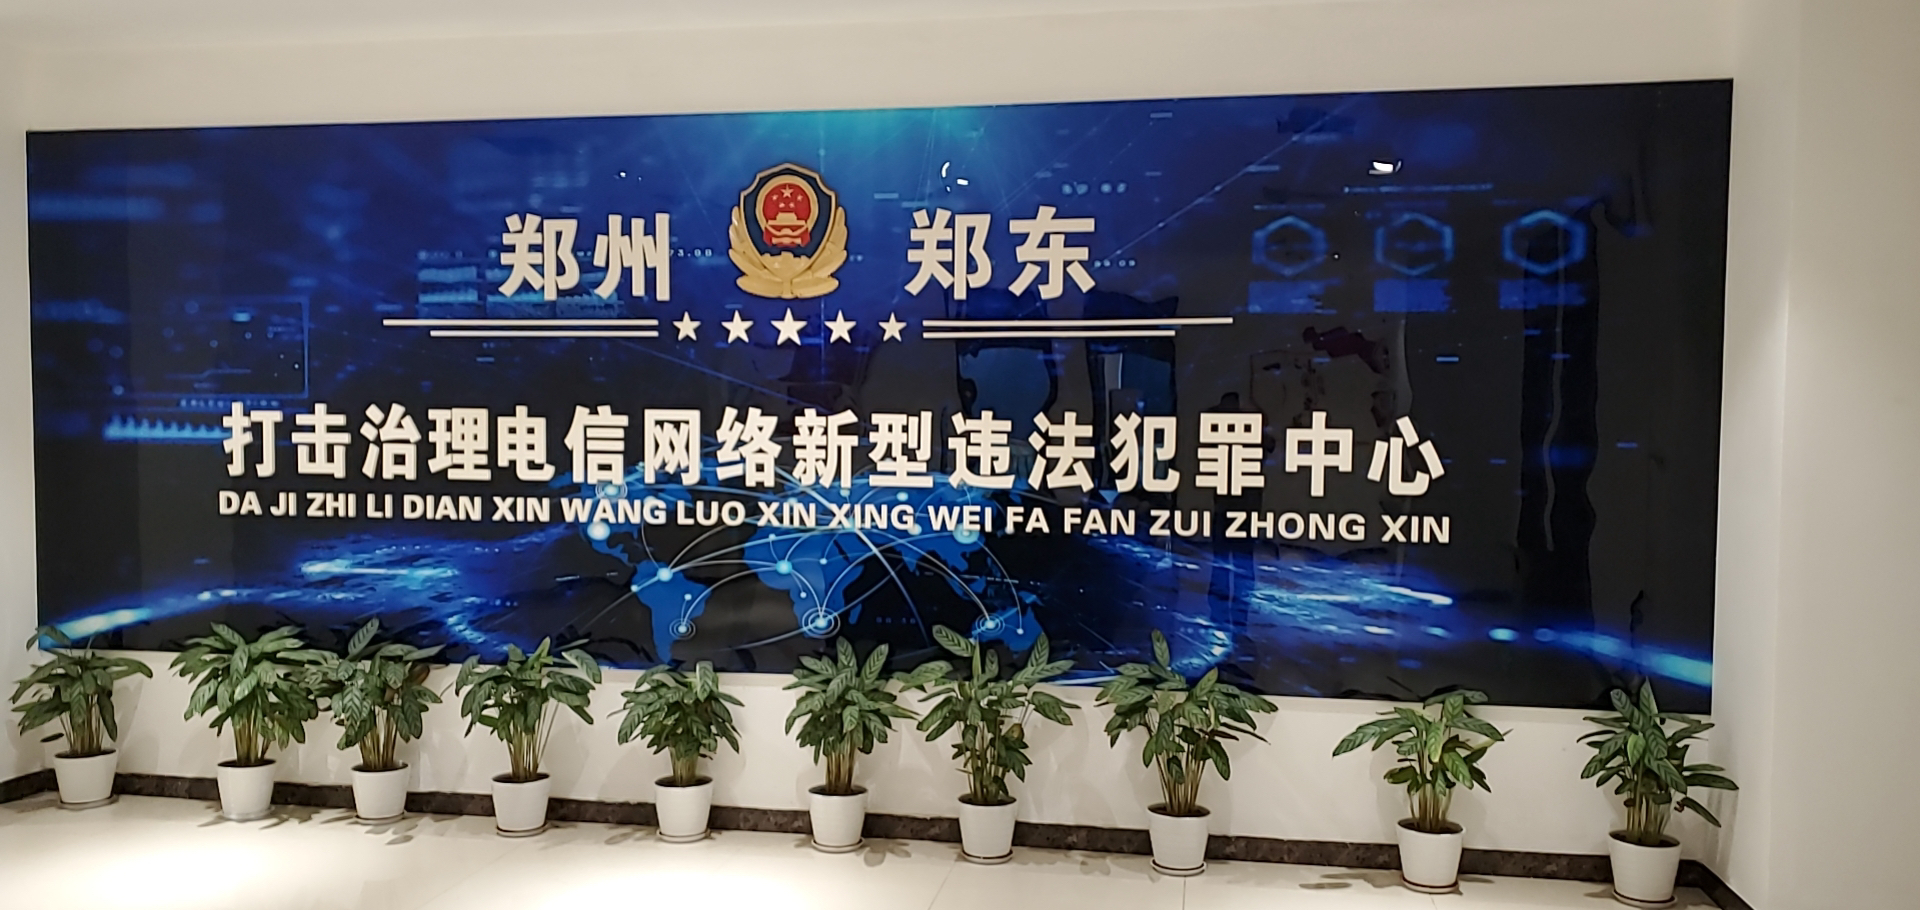 郑州 郑东
打击治理电信网络新型违法犯罪中心
DA JI ZHI LI DIAN XIN WANG LUO XIN XING WEI FA FAN ZUI ZHONG XIN